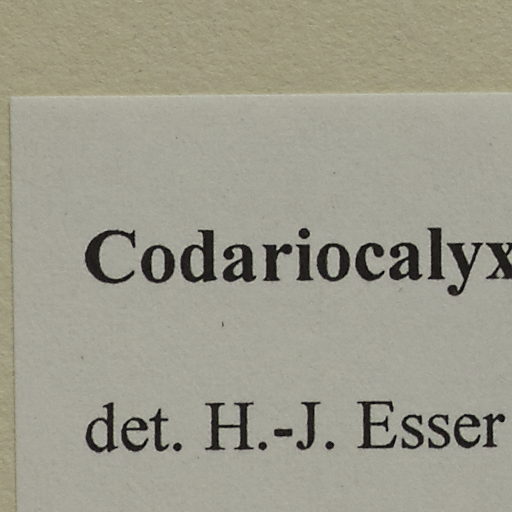 Codariocalyx
det. H.-J. Esser